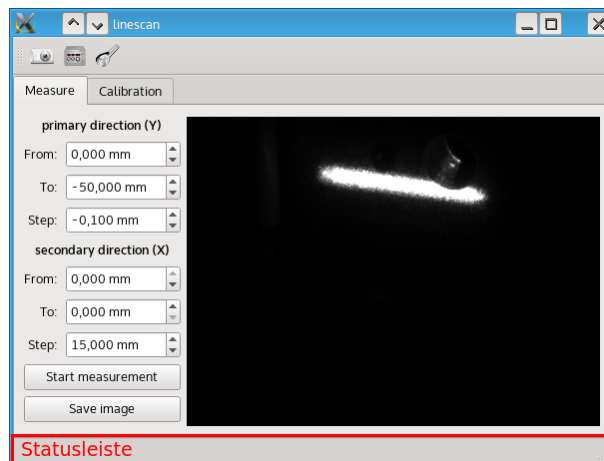 linescan
Measure Calibration
primary direction (Y)
From: 0,000 mm
To: -50,000 mm
Step: -0,100 mm
secondary direction (X)
From: 0,000 mm
To: 0,000 mm
Step: 15,000 mm
Start measurement
Save image
Statusleiste